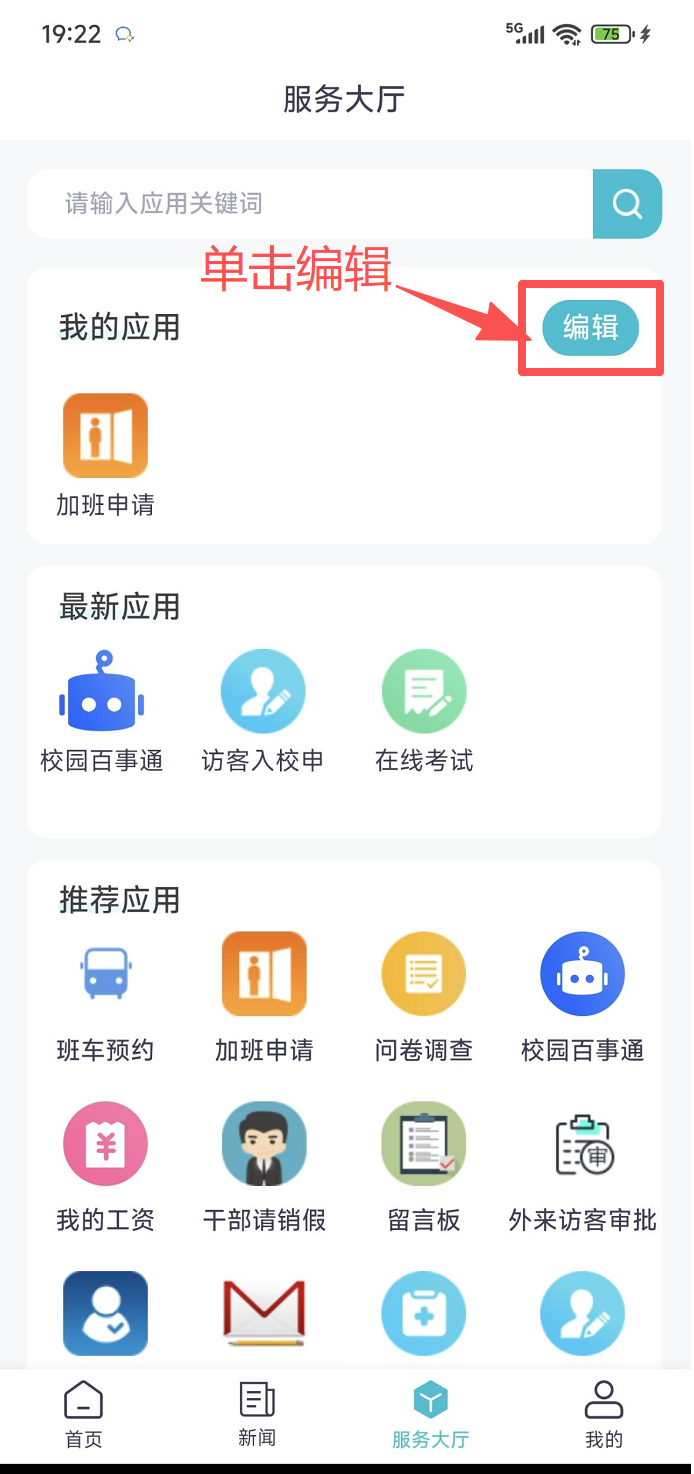 19:22
5G
75
服务大厅
请输入应用关键词
单击编辑
我的应用
编辑
加班申请
最新应用
校园百事通
访客入校申
在线考试
推荐应用
班车预约
加班申请
问卷调查
校园百事通
¥
审
我的工资
干部请销假
留言板
外来访客审批
首页
新闻
服务大厅
我的